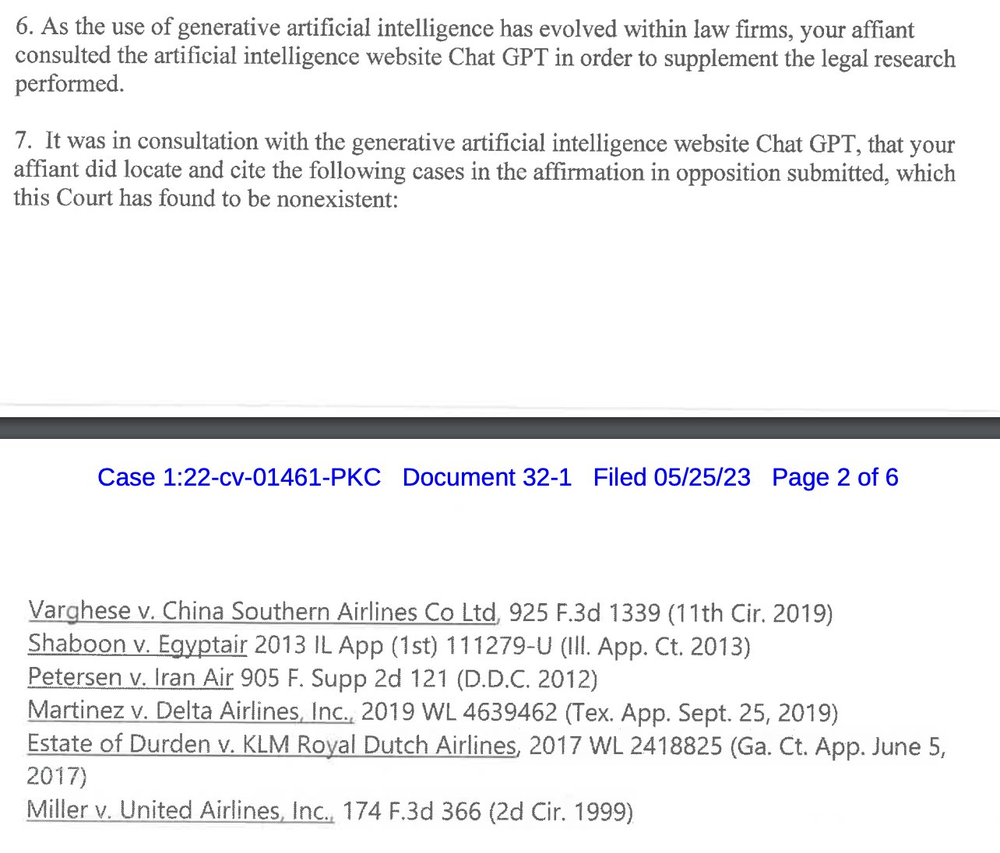 6. As the use of generative artificial intelligence has evolved within law firms, your affiant
consulted the artificial intelligence website Chat GPT in order to supplement the legal research
performed.
7. It was in consultation with the generative artificial intelligence website Chat GPT, that your
affiant did locate and cite the following cases in the affirmation in opposition submitted, which
this Court has found to be nonexistent:
Case 1:22-cv-01461-PKC Document 32-1 Filed 05/25/23 Page 2 of 6
Varghese v. China Southern Airlines Co Ltd, 925 F.3d 1339 (11th Cir. 2019)
Shaboon v. Egyptair 2013 IL App (1st) 111279-U (Ill. App. Ct. 2013)
Petersen v. Iran Air 905 F. Supp 2d 121 (D.D.C. 2012)
Martinez v. Delta Airlines, Inc., 2019 WL 4639462 (Tex. App. Sept. 25, 2019)
Estate of Durden v. KLM Royal Dutch Airlines, 2017 WL 2418825 (Ga. Ct. App. June 5,
2017)
Miller v. United Airlines, Inc., 174 F.3d 366 (2d Cir. 1999)